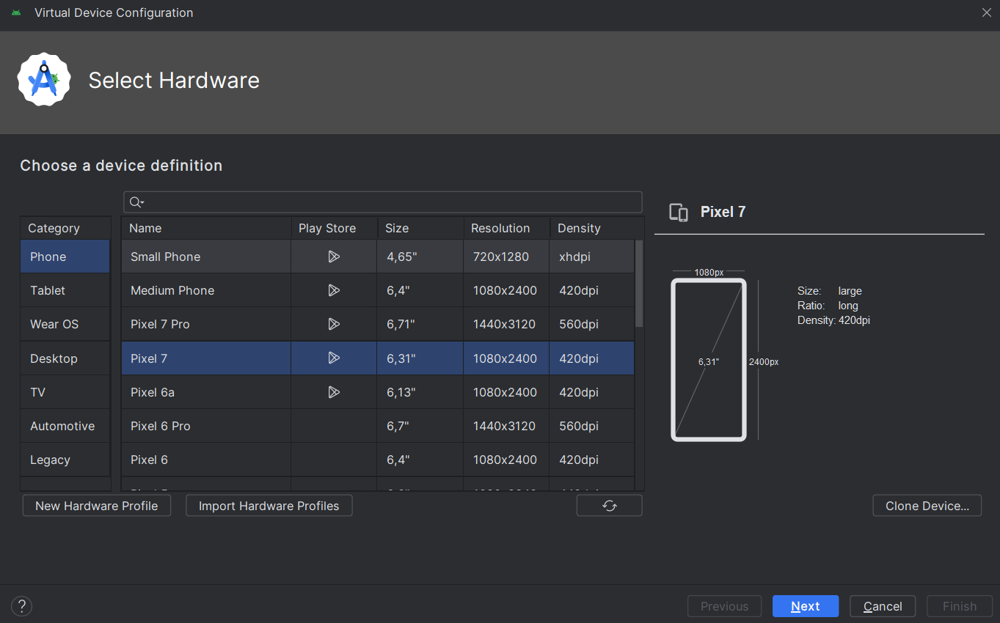 Virtual Device Configuration
Select Hardware
Choose a device definition
Category
Phone
Tablet
Wear OS
Desktop
TV
Automotive
Legacy
Name Play Store Size Resolution Density
Small Phone 4,65" 720x1280 xhdpi
Medium Phone 6,4" 1080x2400 420dpi
Pixel 7 Pro 6,71" 1440x3120 560dpi
Pixel 7 6,31" 1080x2400 420dpi
Pixel 6a 6,13" 1080x2400 420dpi
Pixel 6 Pro 6,7" 1440x3120 560dpi
Pixel 6 6,4" 1080x2400 420dpi
New Hardware Profile Import Hardware Profiles
Pixel 7
1080px
6,31" 2400px
Size: large
Ratio: long
Density: 420dpi
Clone Device...
? Previous Next Cancel Finish